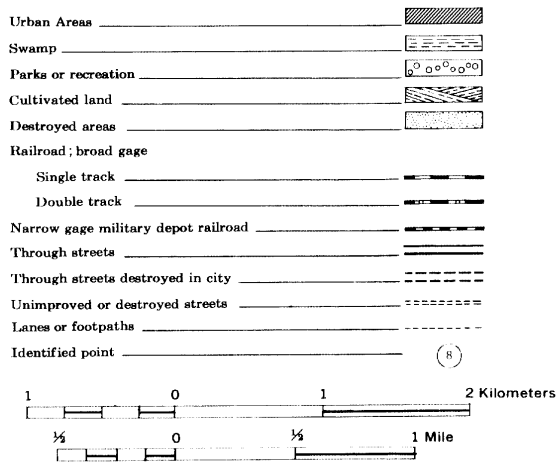 Urban Areas
Swamp
Parks or recreation
Cultivated land
Destroyed areas
Railroad; broad gage
Single track
Double track
Narrow gage military depot railroad
Through streets
Through streets destroyed in city
Unimproved or destroyed streets
Lanes or footpaths
Identified point 8
1 0 1 2 Kilometers
½ 0 ½ 1 Mile